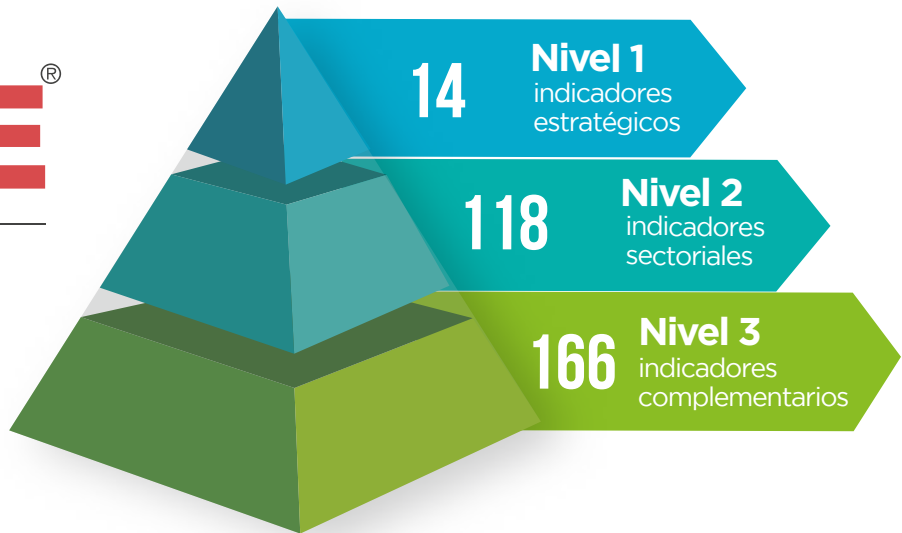 ®
14
Nivel 1
indicadores
estratégicos
118
Nivel 2
indicadores
sectoriales
166
Nivel 3
indicadores
complementarios